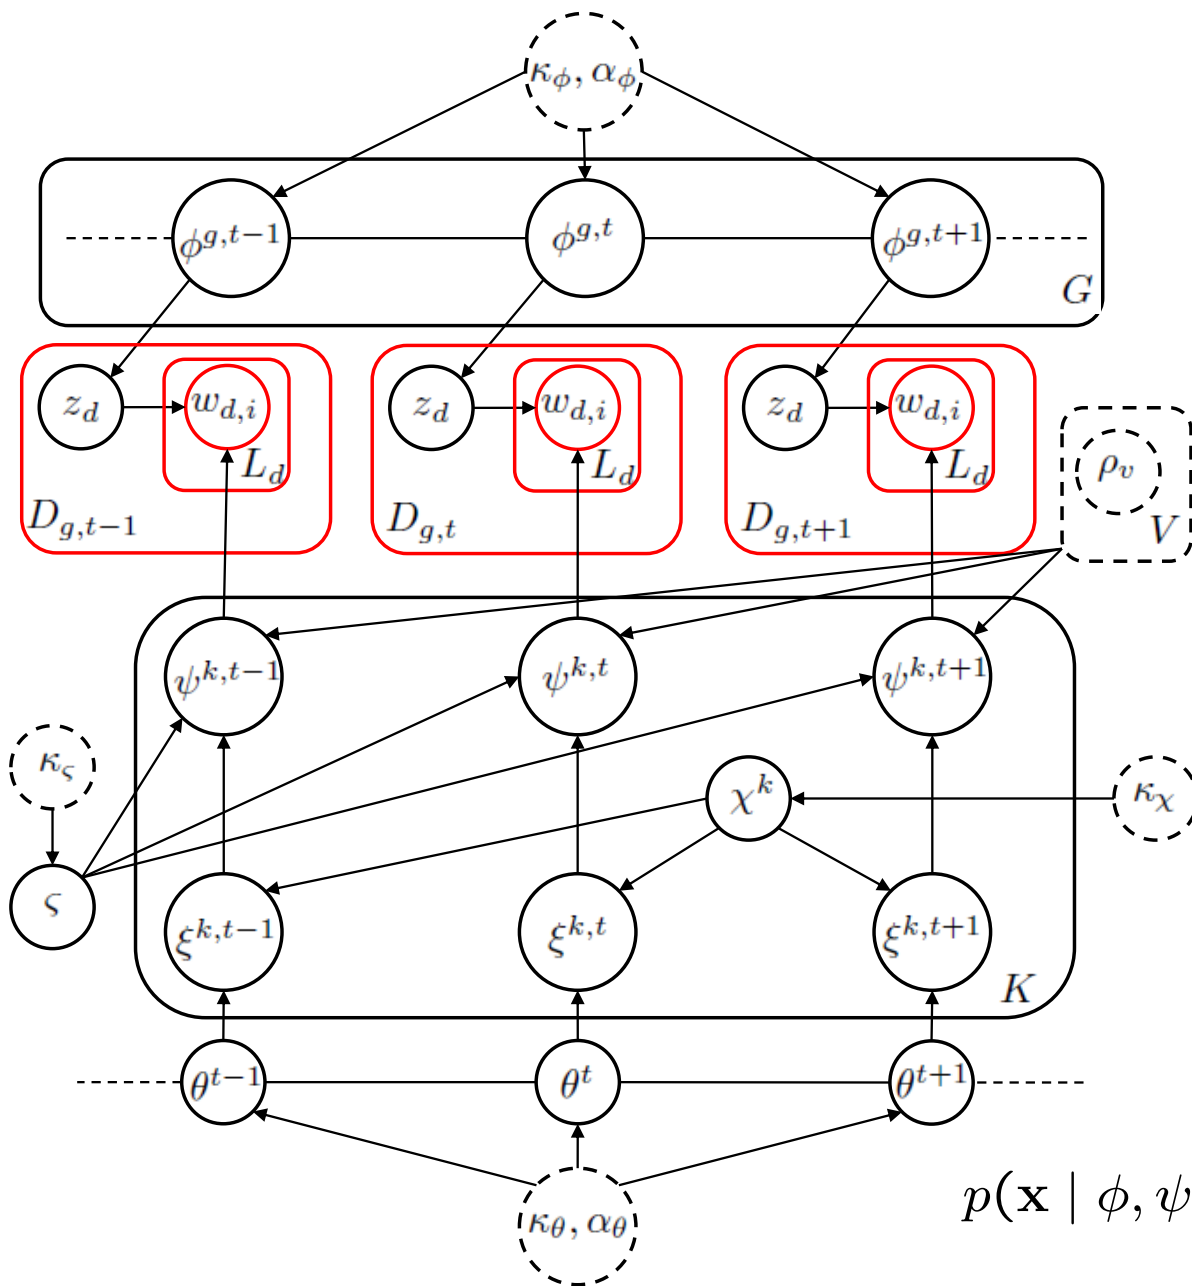 κ_ϕ, α_ϕ
ϕ^{g,t−1} ϕ^{g,t} ϕ^{g,t+1}
G
z_d w_{d,i} z_d w_{d,i} z_d w_{d,i}
L_d L_d L_d ρ_v
D_{g,t−1} D_{g,t} D_{g,t+1} V
ψ^{k,t−1} ψ^{k,t} ψ^{k,t+1}
κ_ς χ^k κ_χ
ς ξ^{k,t−1} ξ^{k,t} ξ^{k,t+1}
K
θ^{t−1} θ^t θ^{t+1}
κ_θ, α_θ
p(𝐱 | ϕ, ψ